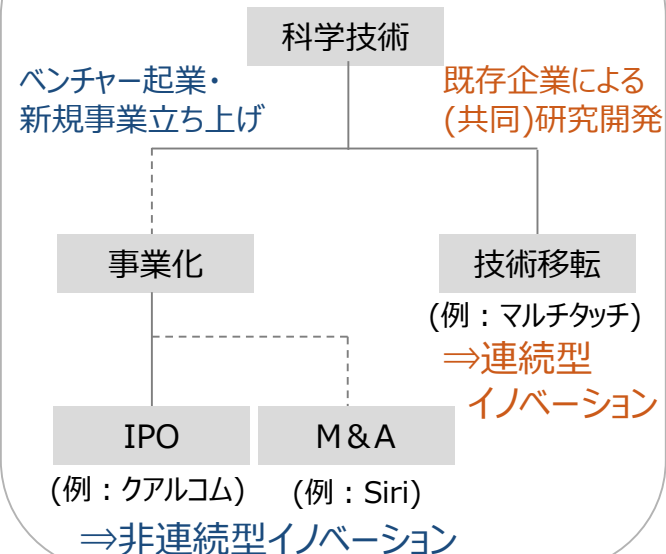 科学技術
ベンチャー起業・
新規事業立ち上げ
既存企業による
(共同)研究開発
事業化
技術移転
(例：マルチタッチ)
⇒連続型
イノベーション
IPO
M&A
(例：クアルコム)
(例：Siri)
⇒非連続型イノベーション